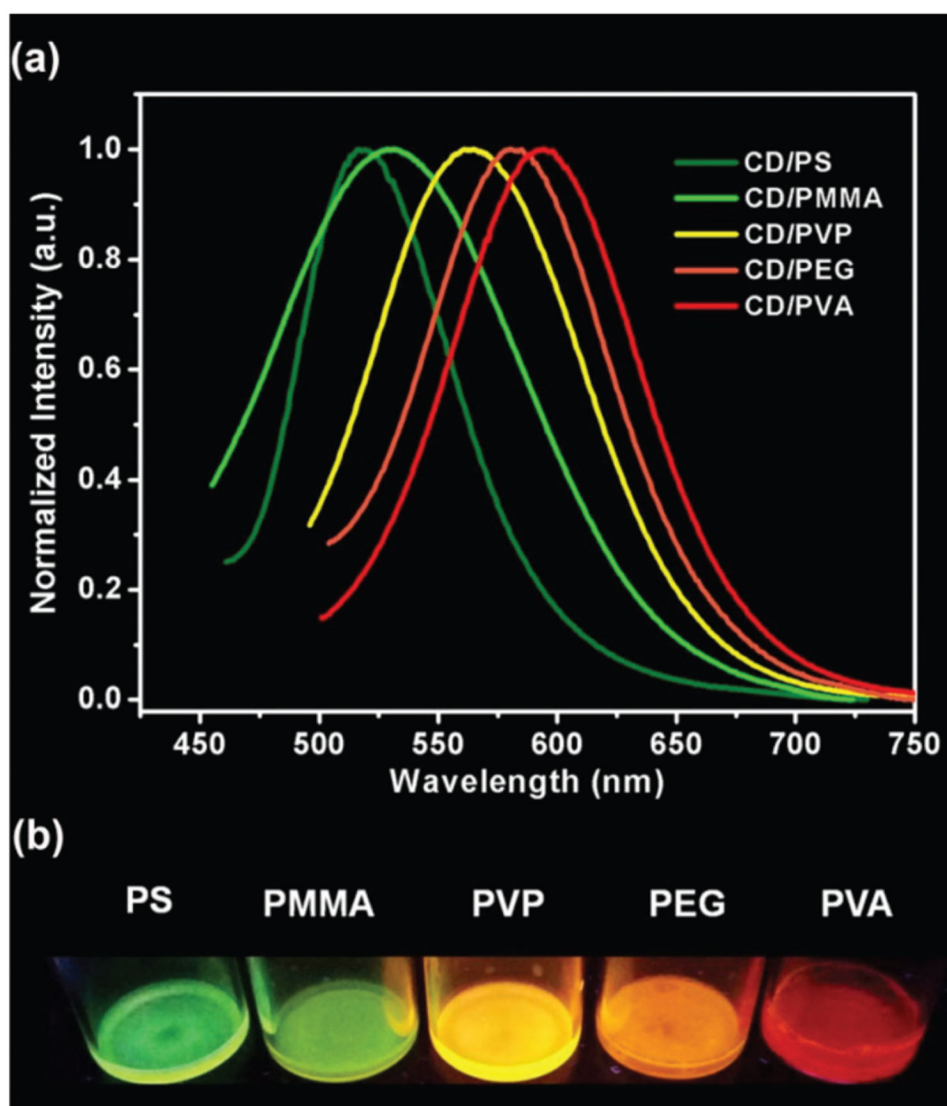 (a)
1.0
0.8
0.6
0.4
0.2
0.0
Normalized Intensity (a.u.)
CD/PS
CD/PMMA
CD/PVP
CD/PEG
CD/PVA
450 500 550 600 650 700 750
Wavelength (nm)
(b)
PS PMMA PVP PEG PVA